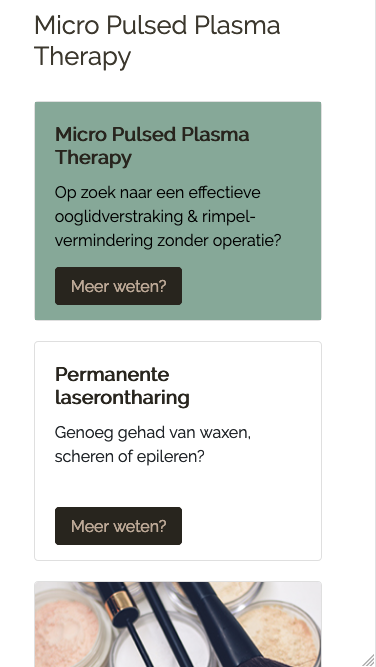 Micro Pulsed Plasma
Therapy
Micro Pulsed Plasma
Therapy
Op zoek naar een effectieve
ooglidverstraking & rimpel-
vermindering zonder operatie?
Meer weten?
Permanente
laserontharing
Genoeg gehad van waxen,
scheren of epileren?
Meer weten?